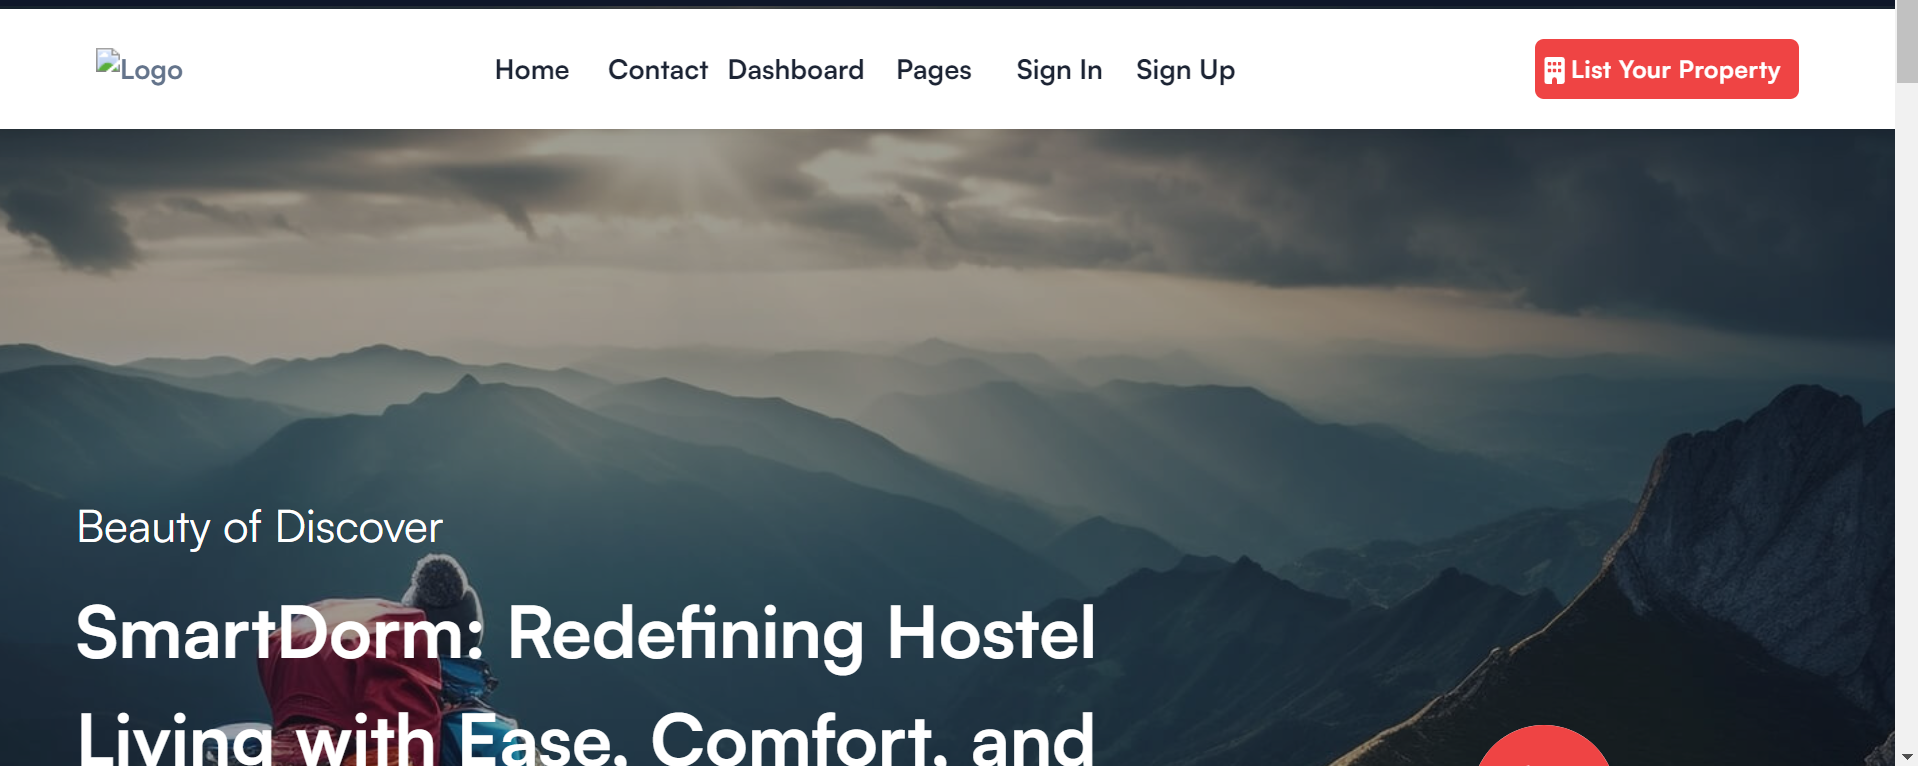 Logo
Home Contact Dashboard Pages Sign In Sign Up
List Your Property
Beauty of Discover
SmartDorm: Redefining Hostel
Living with Ease, Comfort, and